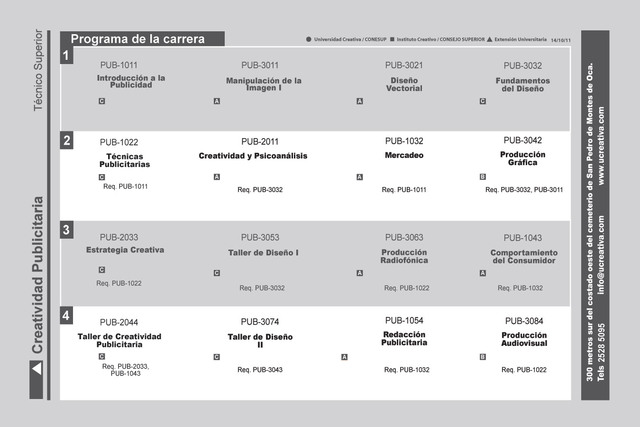 Programa de la carrera
Universidad Creativa / CONESUP Instituto Creativo / CONSEJO SUPERIOR Extensión Universitaria 14/10/11
Técnico Superior
Creatividad Publicitaria
1
PUB-1011
Introducción a la
Publicidad
C
PUB-3011
Manipulación de la
Imagen I
A
PUB-3021
Diseño
Vectorial
A
PUB-3032
Fundamentos
del Diseño
C
2
PUB-1022
Técnicas
Publicitarias
C
Req. PUB-1011
PUB-2011
Creatividad y Psicoanálisis
A
Req. PUB-3032
PUB-1032
Mercadeo
A
Req. PUB-1011
PUB-3042
Producción
Gráfica
B
Req. PUB-3032, PUB-3011
3
PUB-2033
Estrategia Creativa
C
Req. PUB-1022
PUB-3053
Taller de Diseño I
C
Req. PUB-3032
PUB-3063
Producción
Radiofónica
A
Req. PUB-1022
PUB-1043
Comportamiento
del Consumidor
A
Req. PUB-1032
4
PUB-2044
Taller de Creatividad
Publicitaria
C
Req. PUB-2033,
PUB-1043
PUB-3074
Taller de Diseño
II
C
Req. PUB-3043
PUB-1054
Redacción
Publicitaria
A
Req. PUB-1032
PUB-3084
Producción
Audiovisual
B
Req. PUB-1022
300 metros sur del costado oeste del cementerio de San Pedro de Montes de Oca.
Tels 2528 5095 info@ucreativa.com www.ucreativa.com